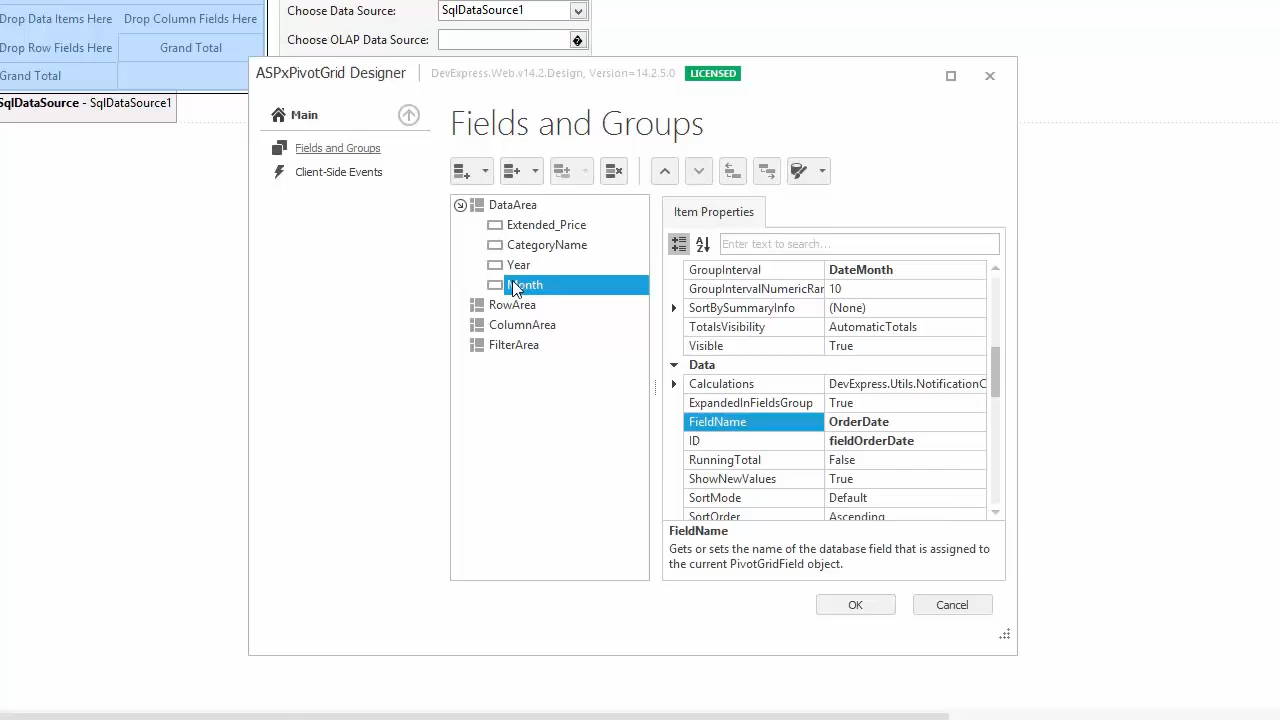 Drop Data Items Here Drop Column Fields Here
Drop Row Fields Here Grand Total
Grand Total
SqlDataSource - SqlDataSource1
Choose Data Source: SqlDataSource1
Choose OLAP Data Source:
ASPxPivotGrid Designer DevExpress.Web.v14.2.Design, Version=14.2.5.0 LICENSED
Main
Fields and Groups
Client-Side Events
Fields and Groups
DataArea
Extended_Price
CategoryName
Year
Month
RowArea
ColumnArea
FilterArea
Item Properties
Enter text to search...
GroupInterval DateMonth
GroupIntervalNumericRan 10
SortBySummaryInfo (None)
TotalsVisibility AutomaticTotals
Visible True
Data
Calculations DevExpress.Utils.NotificationC
ExpandedInFieldsGroup True
FieldName OrderDate
ID fieldOrderDate
RunningTotal False
ShowNewValues True
SortMode Default
SortOrder Ascending
FieldName
Gets or sets the name of the database field that is assigned to
the current PivotGridField object.
OK Cancel